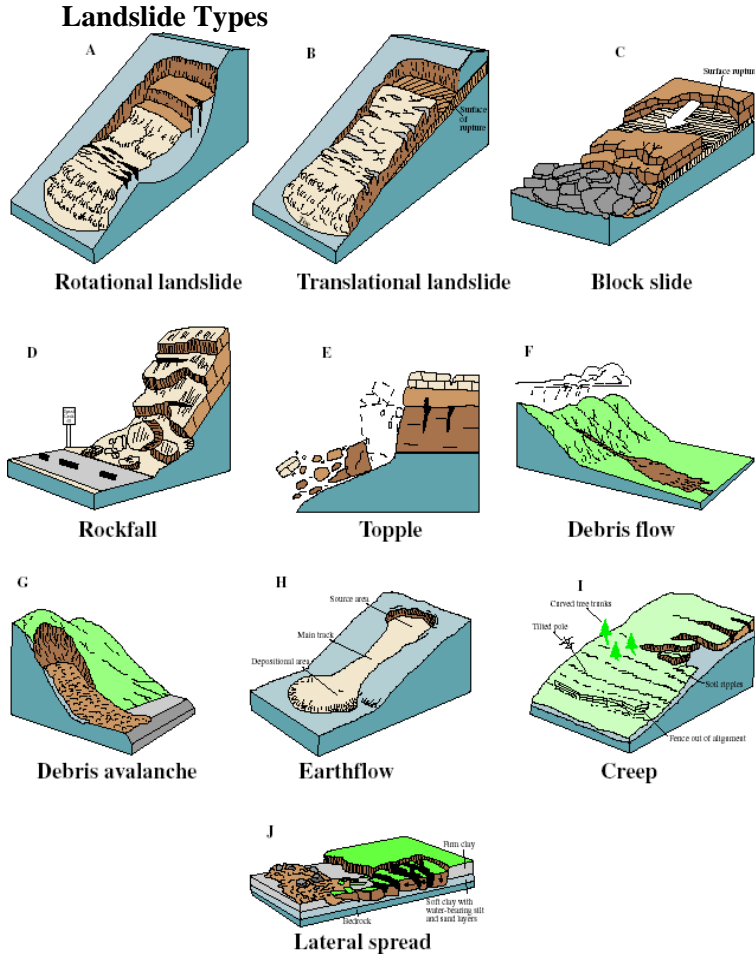 Landslide Types
A
B
C
Surface rupture
Surface
of
rupture
Toe
Rotational landslide
Translational landslide
Block slide
D
E
F
Rockfall
Topple
Debris flow
G
H
I
Source area
Main track
Depositional area
Curved tree trunks
Tilted pole
Soil ripples
Fence out of alignment
Debris avalanche
Earthflow
Creep
J
Firm clay
Soft clay with
water-bearing silt
and sand layers
Bedrock
Lateral spread